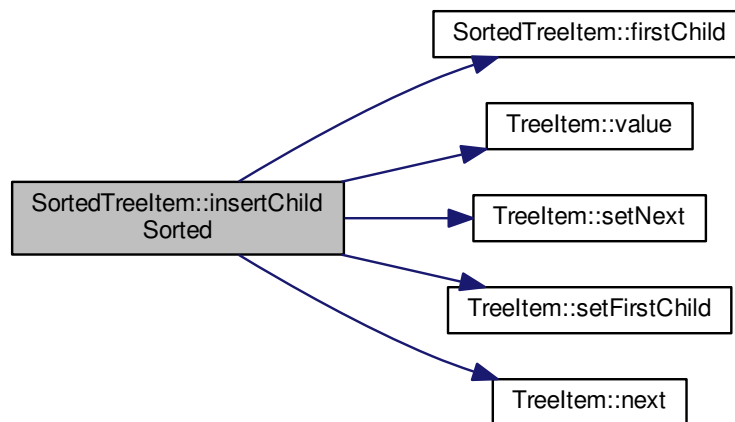 SortedTreeItem::firstChild
TreeItem::value
SortedTreeItem::insertChild
Sorted
TreeItem::setNext
TreeItem::setFirstChild
TreeItem::next